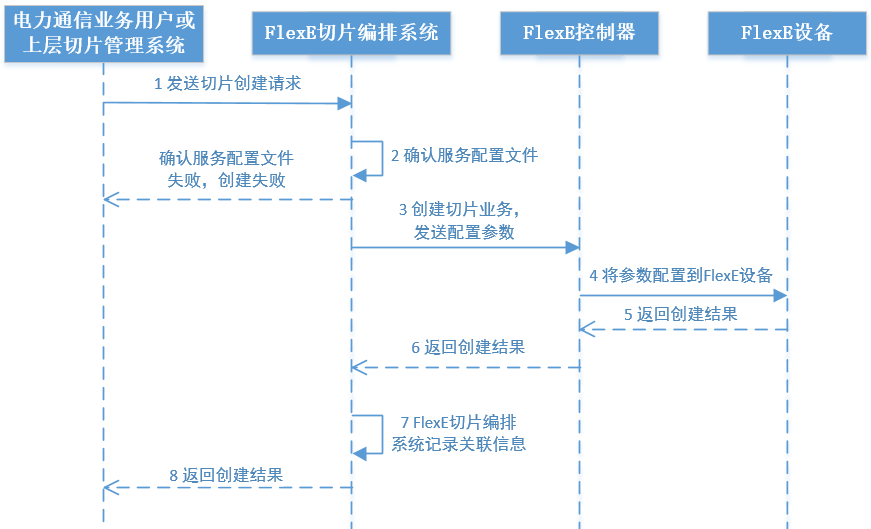 电力通信业务用户或
上层切片管理系统
FlexE切片编排系统
FlexE控制器
FlexE设备
1 发送切片创建请求
2 确认服务配置文件
确认服务配置文件
失败，创建失败
3 创建切片业务，
发送配置参数
4 将参数配置到FlexE设备
5 返回创建结果
6 返回创建结果
7 FlexE切片编排
系统记录关联信息
8 返回创建结果